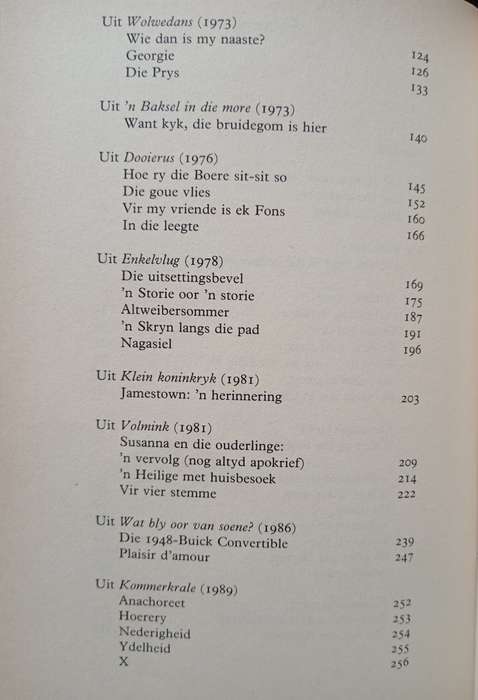 Uit Wolwedans (1973)
Wie dan is my naaste? 124
Georgie 126
Die Prys 133
Uit 'n Baksel in die more (1973)
Want kyk, die bruidegom is hier 140
Uit Dooierus (1976)
Hoe ry die Boere sit-sit so 145
Die goue vlies 152
Vir my vriende is ek Fons 160
In die leegte 166
Uit Enkelvlug (1978)
Die uitsettingsbevel 169
'n Storie oor 'n storie 175
Altweibersommer 187
'n Skryn langs die pad 191
Nagasiel 196
Uit Klein koninkryk (1981)
Jamestown: 'n herinnering 203
Uit Volmink (1981)
Susanna en die ouderlinge:
'n vervolg (nog altyd apokrief) 209
'n Heilige met huisbesoek 214
Vir vier stemme 222
Uit Wat bly oor van soene? (1986)
Die 1948-Buick Convertible 239
Plaisir d'amour 247
Uit Kommerkrale (1989)
Anachoreet 252
Hoerery 253
Nederigheid 254
Ydelheid 255
X 256